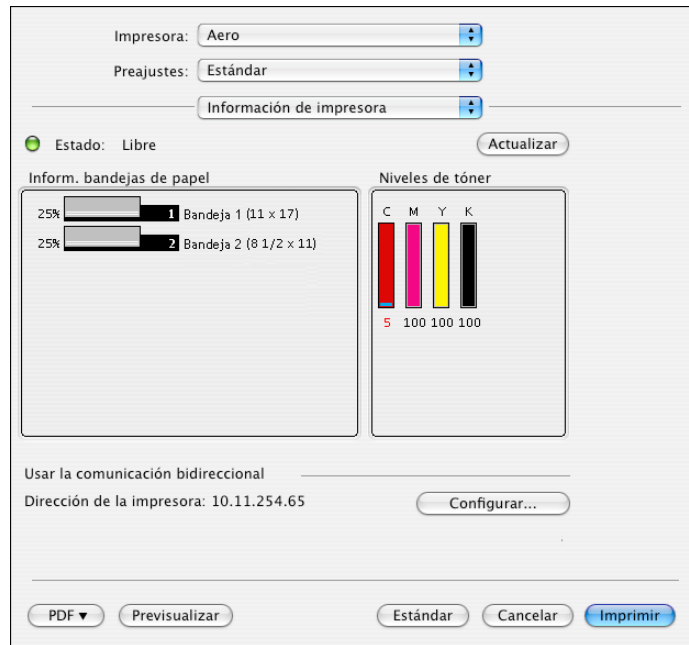 Impresora: Aero
Preajustes: Estándar
Información de impresora
Estado: Libre
Actualizar
Inform. bandejas de papel
25% 1 Bandeja 1 (11 x 17)
25% 2 Bandeja 2 (8 1/2 x 11)
Niveles de tóner
C M Y K
5 100 100 100
Usar la comunicación bidireccional
Dirección de la impresora: 10.11.254.65
Configurar...
PDF▼ Previsualizar Estándar Cancelar Imprimir